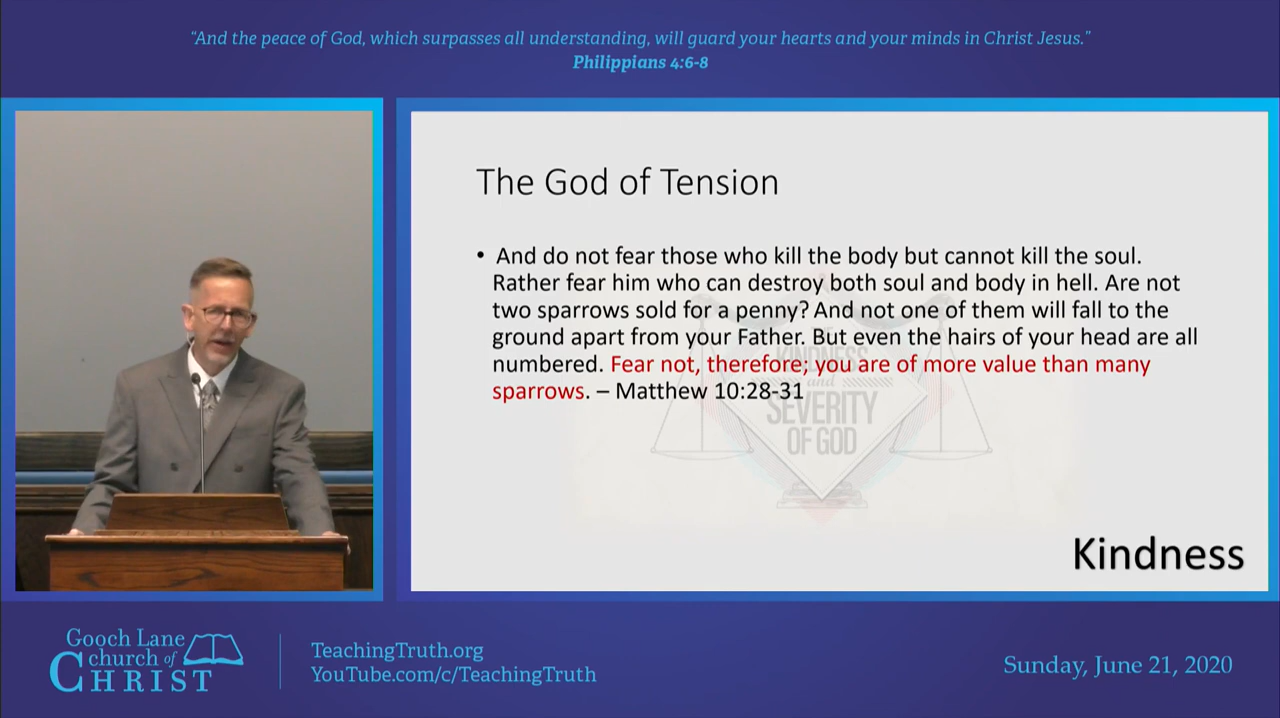 "And the peace of God, which surpasses all understanding, will guard your hearts and your minds in Christ Jesus."
Philippians 4:6-8
The God of Tension
• And do not fear those who kill the body but cannot kill the soul.
Rather fear him who can destroy both soul and body in hell. Are not
two sparrows sold for a penny? And not one of them will fall to the
ground apart from your Father. But even the hairs of your head are all
numbered. Fear not, therefore; you are of more value than many
sparrows. – Matthew 10:28-31
KINDNESS
and
SEVERITY
OF GOD
Kindness
Gooch Lane
church of
CHRIST
TeachingTruth.org
YouTube.com/c/TeachingTruth
Sunday, June 21, 2020